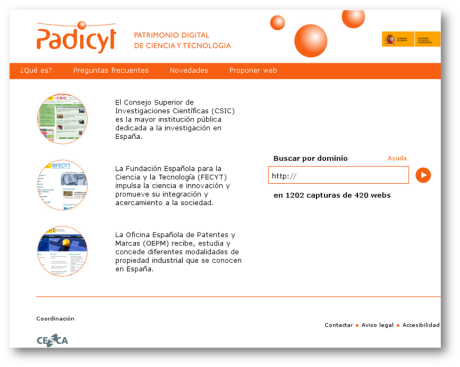 Padicyt
PATRIMONIO DIGITAL
DE CIENCIA Y TECNOLOGIA
¿Qué es?
Preguntas frecuentes
Novedades
Proponer web
CSIC
El Consejo Superior de
Investigaciones Científicas (CSIC)
es la mayor institución pública
dedicada a la investigación en
España.
FECYT
La Fundación Española para la
Ciencia y la Tecnología (FECYT)
impulsa la ciencia e innovación y
promueve su integración y
acercamiento a la sociedad.
La Oficina Española de Patentes y
Marcas (OEPM) recibe, estudia y
concede diferentes modalidades de
propiedad industrial que se conocen
en España.
Buscar por dominio
Ayuda
http://
en 1202 capturas de 420 webs
Coordinación
CESCA
Contactar • Aviso legal • Accesibilidad